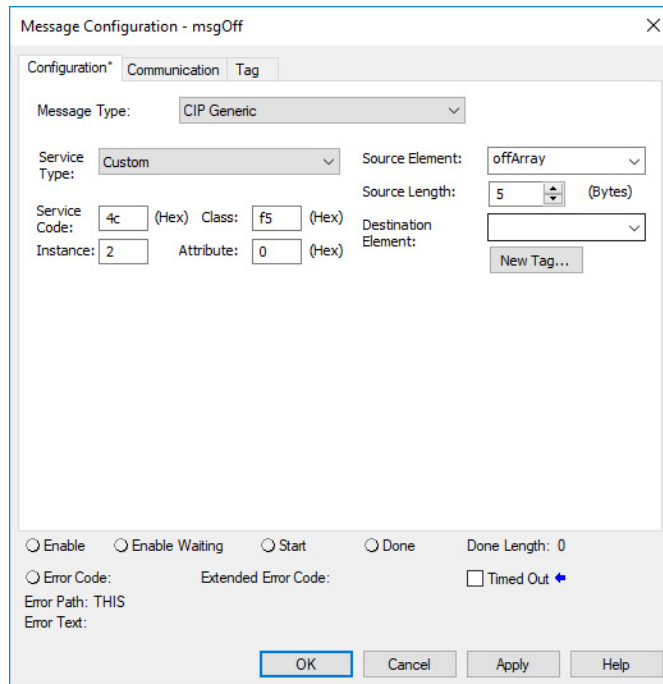 Message Configuration - msgOff
Configuration* Communication Tag
Message Type: CIP Generic
Service Type: Custom
Source Element: offArray
Source Length: 5 (Bytes)
Service Code: 4c (Hex) Class: f5 (Hex)
Destination Element:
Instance: 2 Attribute: 0 (Hex)
New Tag...
Enable Enable Waiting Start Done Done Length: 0
Error Code: Extended Error Code: Timed Out
Error Path: THIS
Error Text:
OK Cancel Apply Help